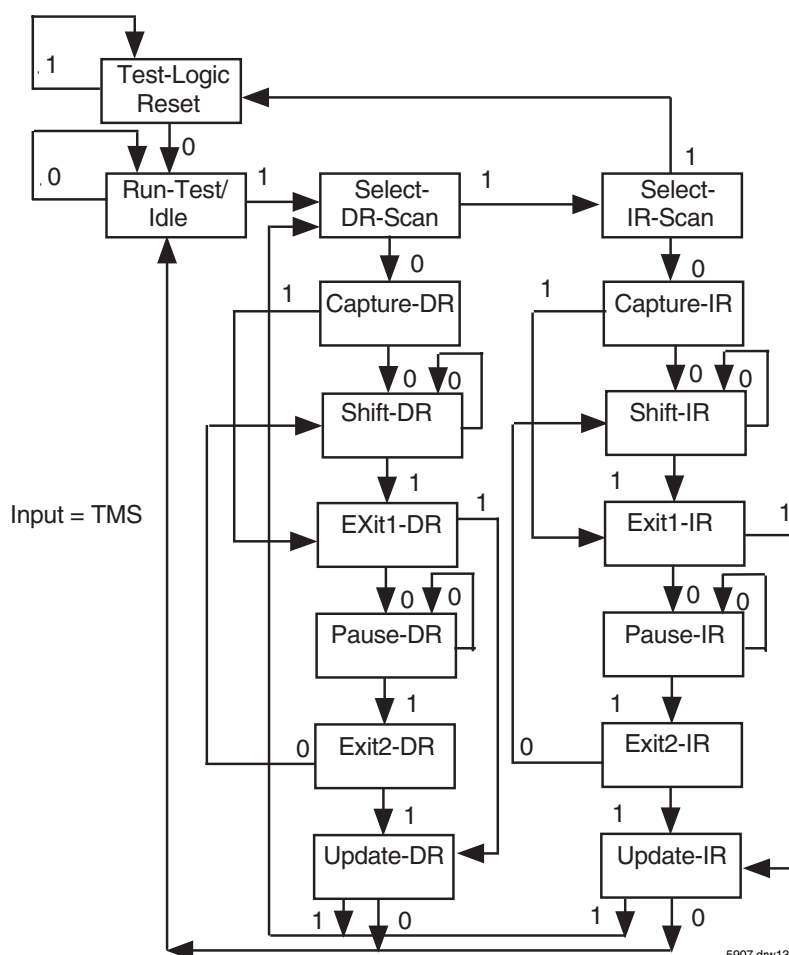 1
Test-Logic
Reset
0
1
0
Run-Test/
Idle
1
Select-
DR-Scan
1
Select-
IR-Scan
0
0
1
Capture-DR
1
Capture-IR
0
0
0
0
Shift-DR
Shift-IR
1
1
Input = TMS
EXit1-DR
1
Exit1-IR
1
0
0
0
0
Pause-DR
Pause-IR
1
1
0
Exit2-DR
0
Exit2-IR
1
1
Update-DR
Update-IR
1
0
1
0
5907 drw13